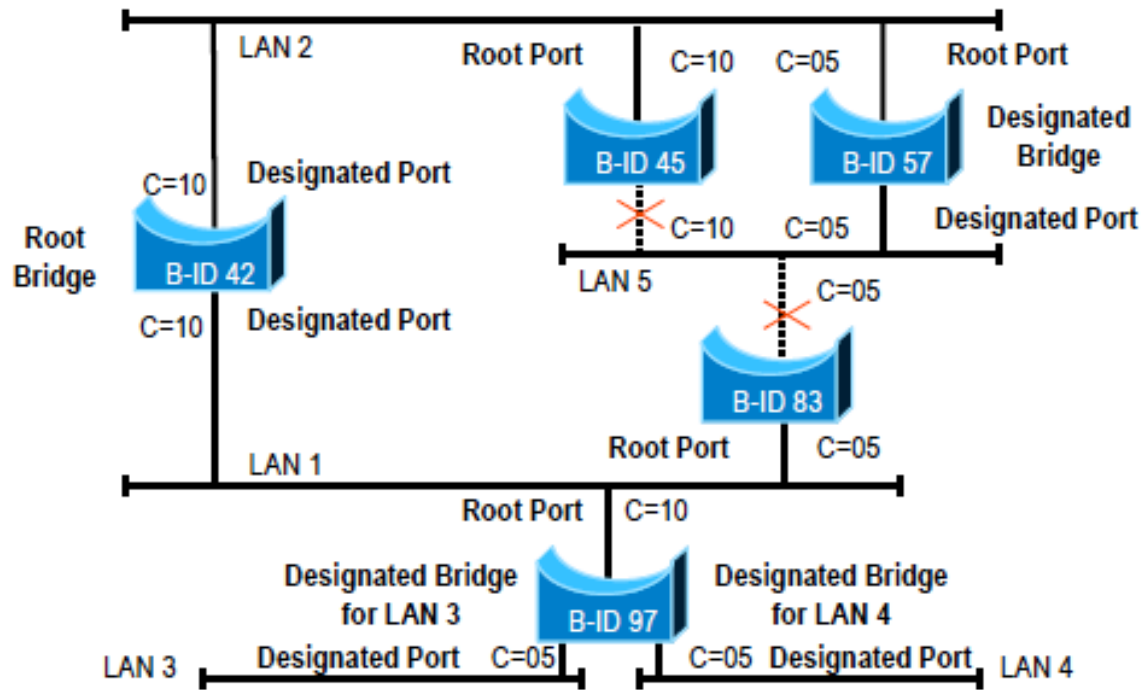 LAN 2
Root Port
C=10
C=05
Root Port
B-ID 45
B-ID 57
Designated
Bridge
C=10
Designated Port
Root
Bridge
B-ID 42
C=10
C=05
Designated Port
LAN 5
C=10
Designated Port
C=05
B-ID 83
Root Port
C=05
LAN 1
Root Port
C=10
Designated Bridge
for LAN 3
Designated Bridge
for LAN 4
B-ID 97
LAN 3
Designated Port
C=05
C=05
Designated Port
LAN 4